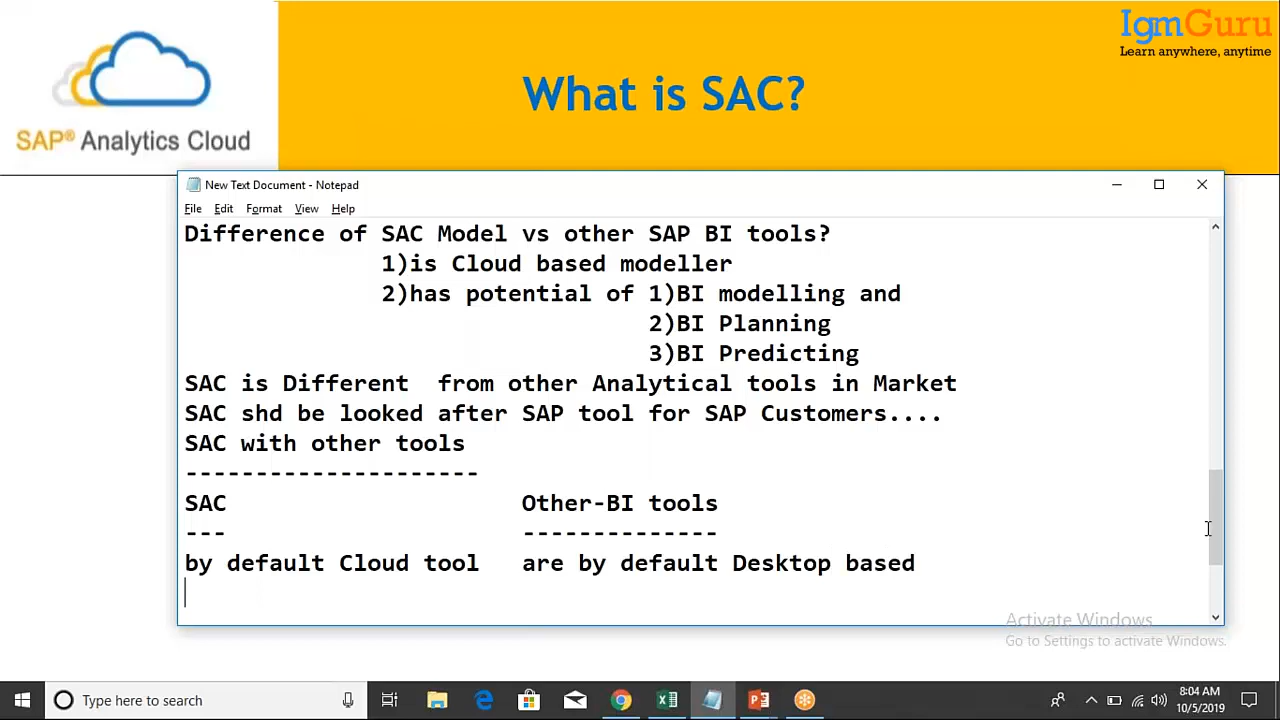 IgmGuru
Learn anywhere, anytime
SAP® Analytics Cloud
What is SAC?
New Text Document - Notepad
File Edit Format View Help
Difference of SAC Model vs other SAP BI tools?
1)is Cloud based modeller
2)has potential of 1)BI modelling and
2)BI Planning
3)BI Predicting
SAC is Different from other Analytical tools in Market
SAC shd be looked after SAP tool for SAP Customers....
SAC with other tools
---------------------
SAC Other-BI tools
--- --------------
by default Cloud tool are by default Desktop based
Activate Windows
Go to Settings to activate Windows.
Type here to search
8:04 AM
10/5/2019